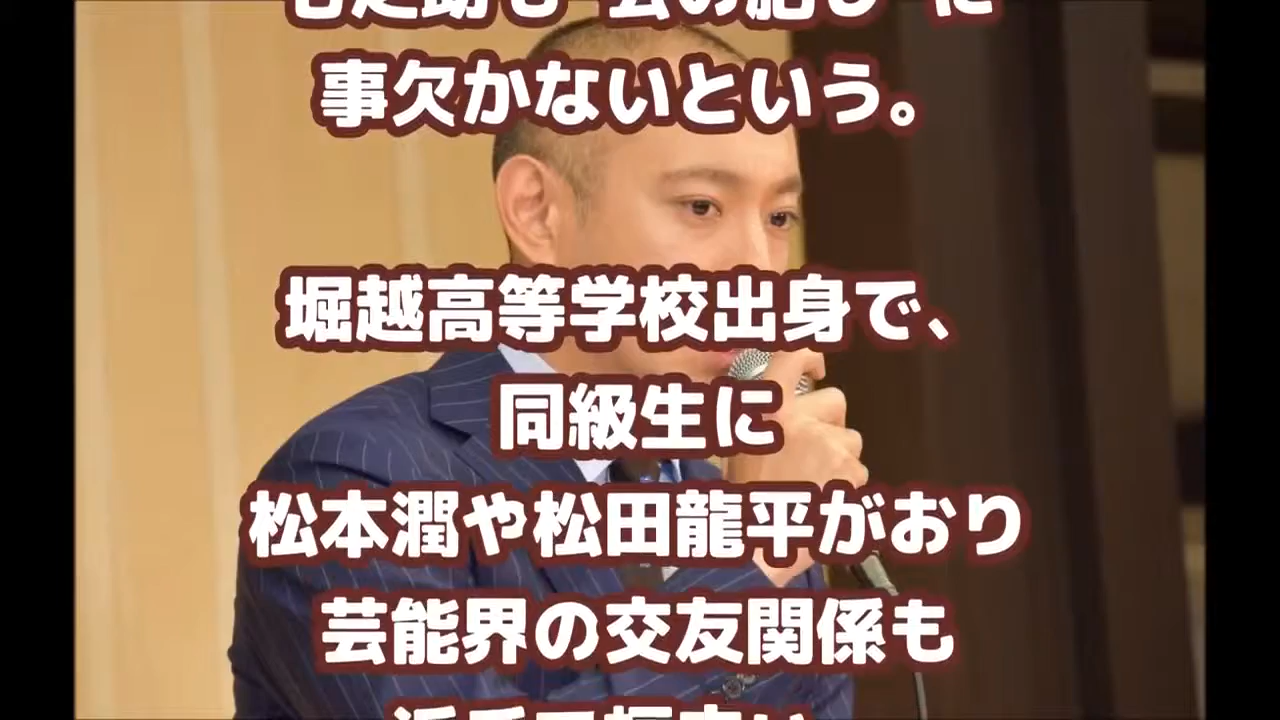 事欠かないという。
堀越高等学校出身で、
同級生に
松本潤や松田龍平がおり
芸能界の交友関係も